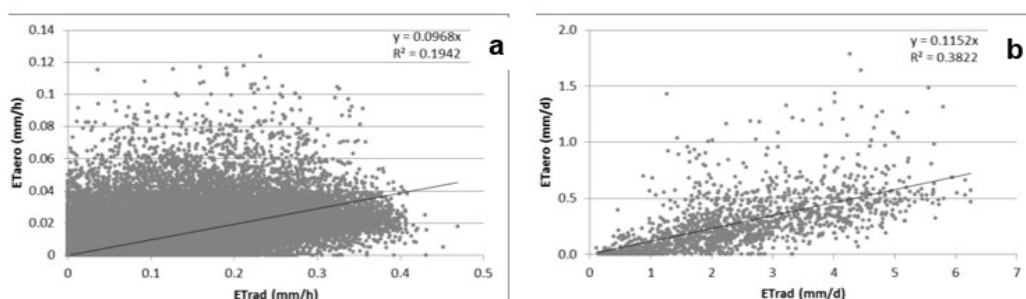 0.14
0.12
0.10
0.08
0.06
0.04
0.02
0
0
0.1
0.2
0.3
0.4
0.5
ETaero (mm/h)
ETrad (mm/h)
y = 0.0968x
R² = 0.1942
a
2.0
1.5
1.0
0.5
0.0
0
1
2
3
4
5
6
7
ETaero (mm/d)
ETrad (mm/d)
y = 0.1152x
R² = 0.3822
b